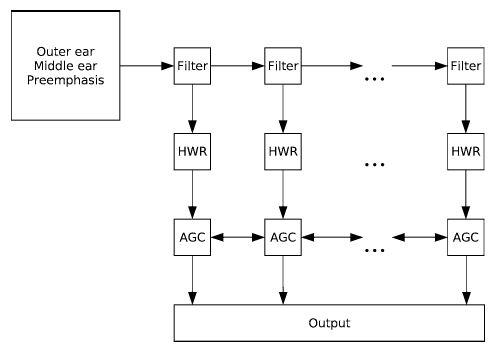 Outer ear
Middle ear
Preemphasis
Filter Filter ... Filter
HWR HWR ... HWR
AGC AGC ... AGC
Output